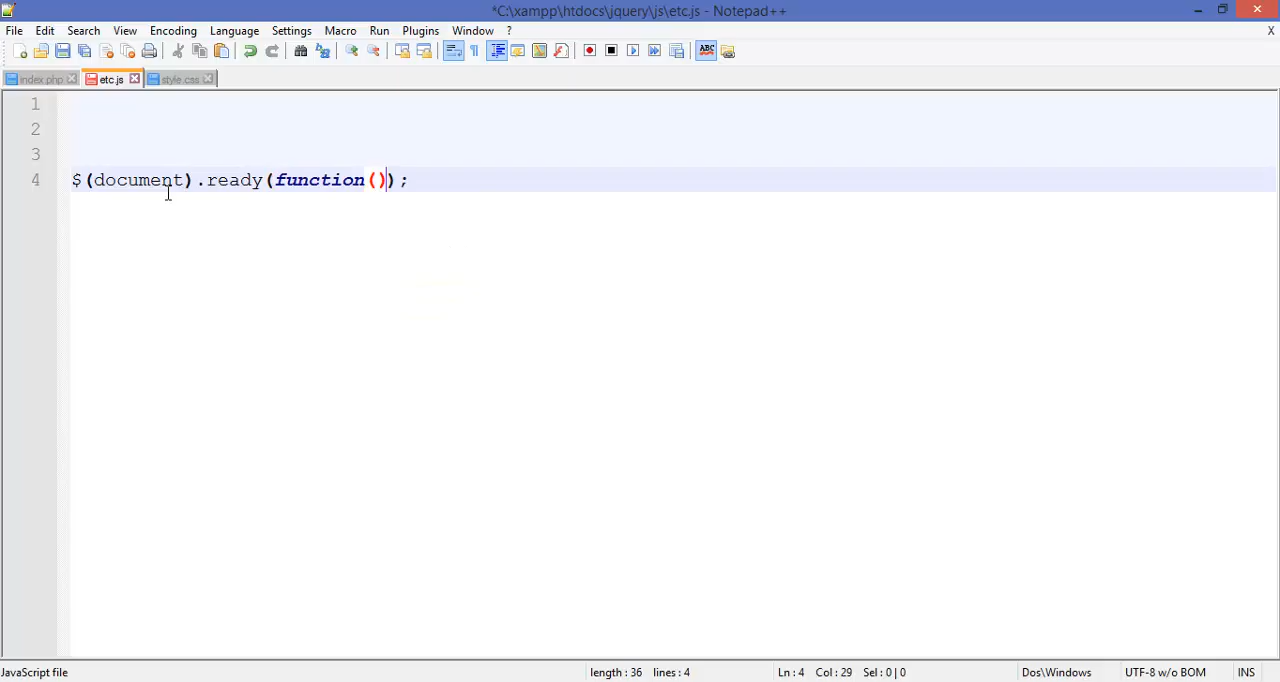 *C:\xampp\htdocs\jquery\js\etc.js - Notepad++
File Edit Search View Encoding Language Settings Macro Run Plugins Window ? X
ABC
index.php etc.js style.css
1
2
3
4 $(document).ready(function());
JavaScript file length : 36 lines : 4 Ln : 4 Col : 29 Sel : 0 | 0 Dos\Windows UTF-8 w/o BOM INS